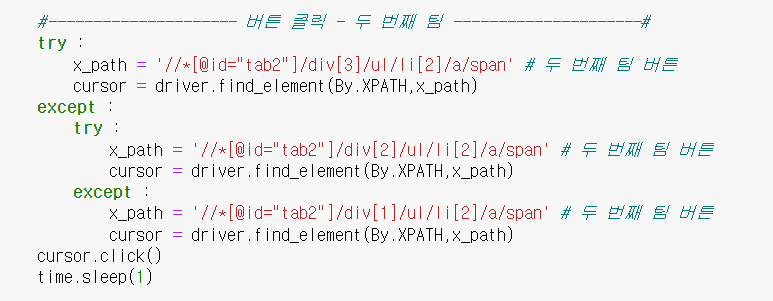 #--------------------- 버튼 클릭 - 두 번째 팀 ---------------------#
try :
    x_path = '//*[@id="tab2"]/div[3]/ul/li[2]/a/span' # 두 번째 팀 버튼
    cursor = driver.find_element(By.XPATH,x_path)
except :
    try :
        x_path = '//*[@id="tab2"]/div[2]/ul/li[2]/a/span' # 두 번째 팀 버튼
        cursor = driver.find_element(By.XPATH,x_path)
    except :
        x_path = '//*[@id="tab2"]/div[1]/ul/li[2]/a/span' # 두 번째 팀 버튼
        cursor = driver.find_element(By.XPATH,x_path)
cursor.click()
time.sleep(1)